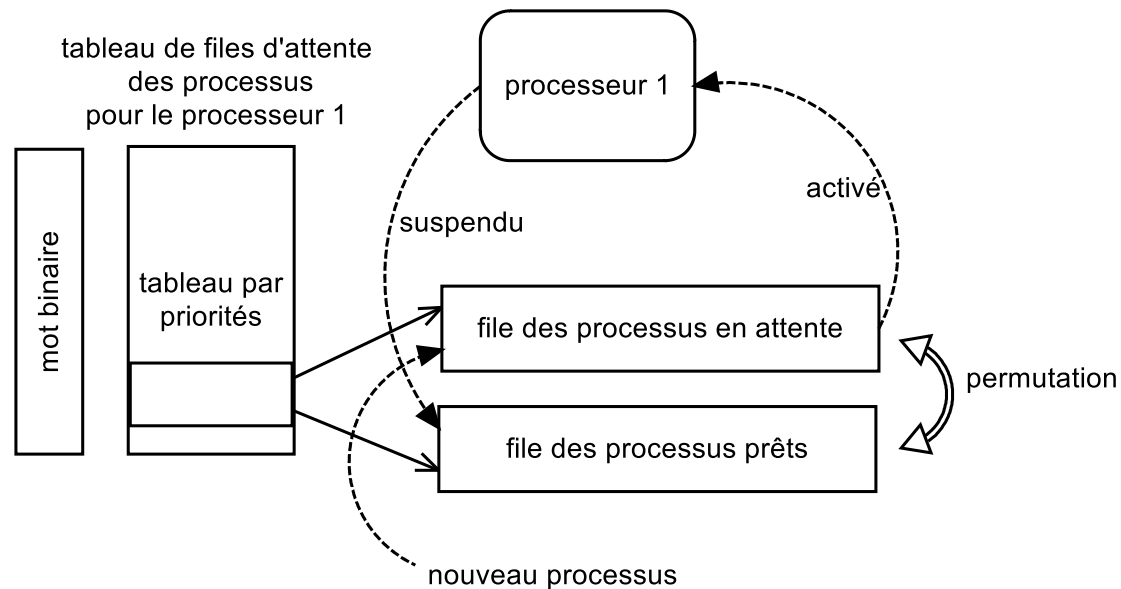 tableau de files d'attente
des processus
pour le processeur 1
processeur 1
activé
suspendu
mot binaire
tableau par
priorités
file des processus en attente
permutation
file des processus prêts
nouveau processus